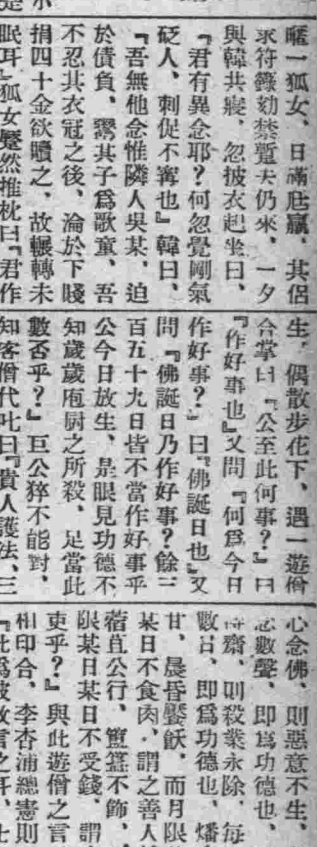 暱一狐女、日漸尫羸、其侶
求符籙劾禁暫去仍來、一夕
與韓共寢、忽披衣起坐曰、
『君有異念耶?何忽覺剛氣
砭人、刺促不寧也』韓曰、
『吾無他念惟隣人吳某、迫
於債負、鬻其子爲歌童、吾
不忍其衣冠之後、淪於下賤
捐四十金欲贖之、故輾轉未
眠耳』狐女蹙然推枕曰『君作
生、偶散步花下、遇一遊僧
合掌曰『公至此何事?』曰
『作好事也』又問『何爲今日
作好事?』曰『佛誕日也』又
問『佛誕日乃作好事?餘三
百五十九日皆不當作好事乎
公今日放生、是眼見功德不
知歲歲庖厨之所殺、足當此
數否乎?』巨公猝不能對、
知客僧代叱曰『貴人護法、三
心念佛、則惡意不生、
念數聲、即爲功德也、
持齋、則殺業永除、每
數日、即爲功德也、燔
甘、晨昏饜飫、而月限
某日不食肉、謂之善人
苞苴公行、簠簋不飾、
限某日某日不受錢、謂
吏乎?』與此遊僧之言
相印合、李杏浦總憲則
『此爲彼教言之耳、士